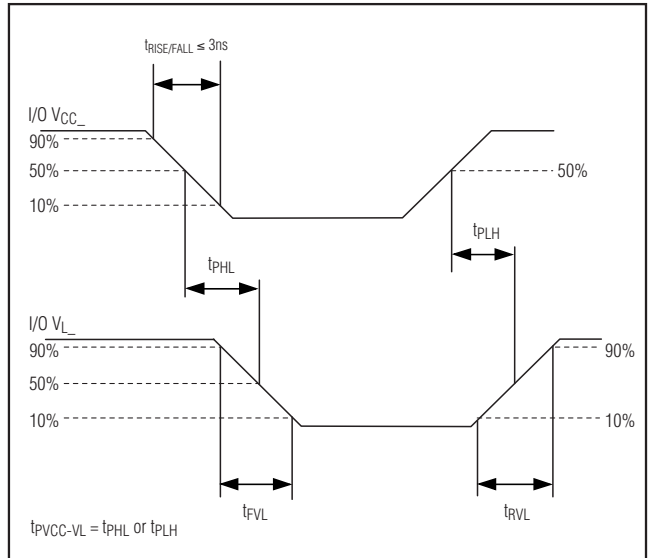 tRISE/FALL ≤ 3ns
I/O VCC_
90%
50%
50%
10%
tPHL
tPLH
I/O VL_
90%
90%
50%
10%
10%
tFVL
tRVL
tPVCC-VL = tPHL or tPLH